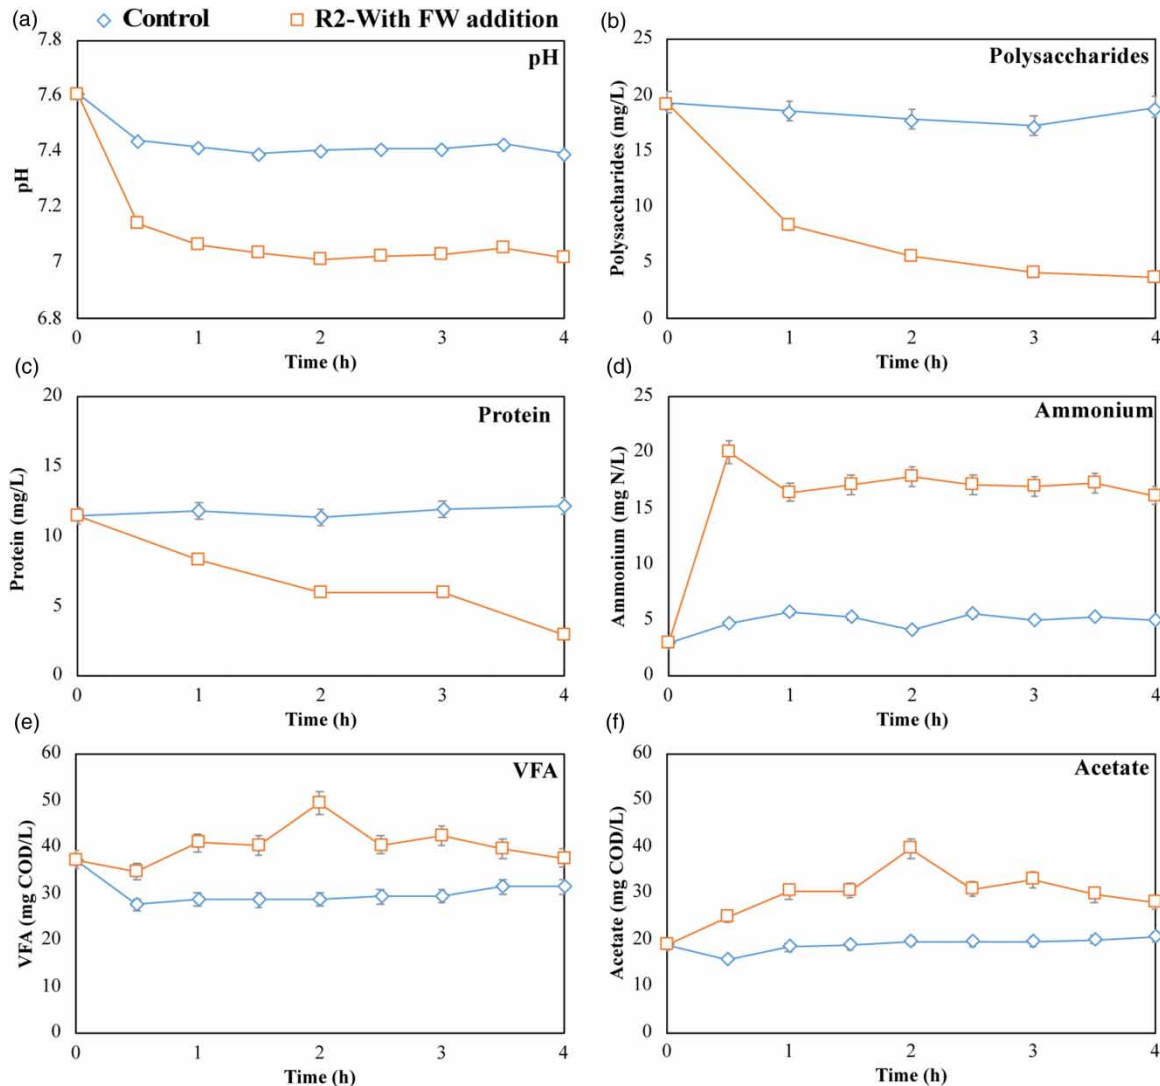 (a) Control R2-With FW addition
7.8
pH
7.6
7.4
7.2
7
6.8
pH
0 1 2 3 4
Time (h)
(b)
25
Polysaccharides
20
15
10
5
0
Polysaccharides (mg/L)
0 1 2 3 4
Time (h)
(c)
20
Protein
15
10
5
0
Protein (mg/L)
0 1 2 3 4
Time (h)
(d)
25
Ammonium
20
15
10
5
0
Ammonium (mg N/L)
0 1 2 3 4
Time (h)
(e)
60
VFA
50
40
30
20
10
0
VFA (mg COD/L)
0 1 2 3 4
Time (h)
(f)
60
Acetate
50
40
30
20
10
0
Acetate (mg COD/L)
0 1 2 3 4
Time (h)